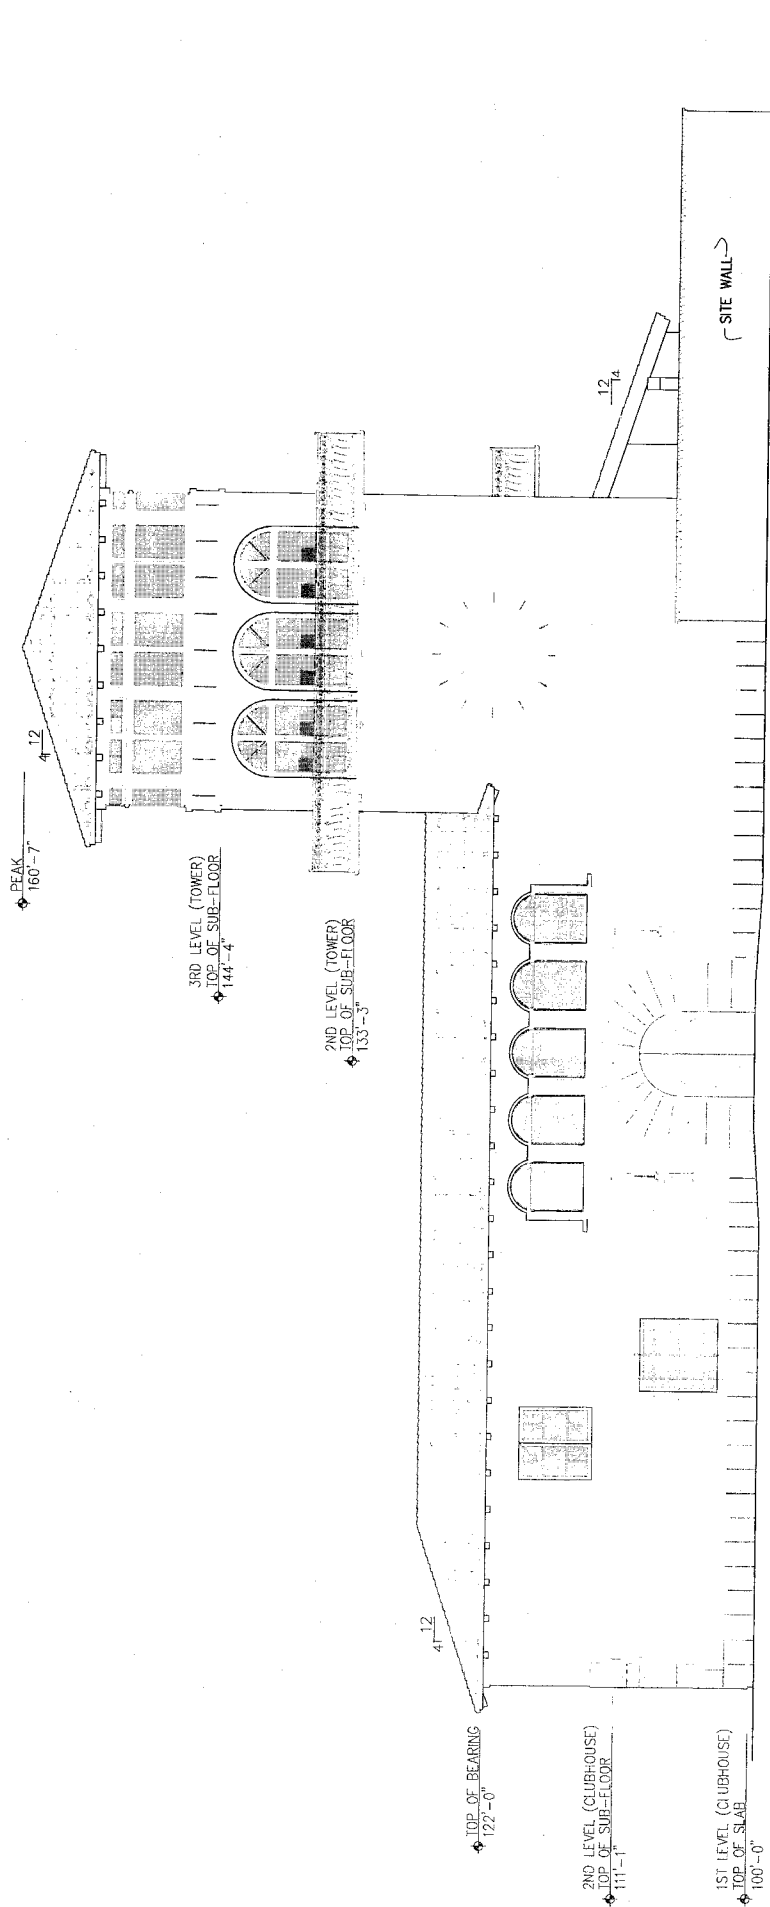 PEAK
160'-7"
4
12
3RD LEVEL (TOWER)
TOP OF SUB-FLOOR
144'-4"
2ND LEVEL (TOWER)
TOP OF SUB-FLOOR
133'-3"
4
12
TOP OF BEARING
122'-0"
2ND LEVEL (CLUBHOUSE)
TOP OF SUB-FLOOR
111'-1"
1ST LEVEL (CLUBHOUSE)
TOP OF SLAB
100'-0"
12
4
SITE WALL